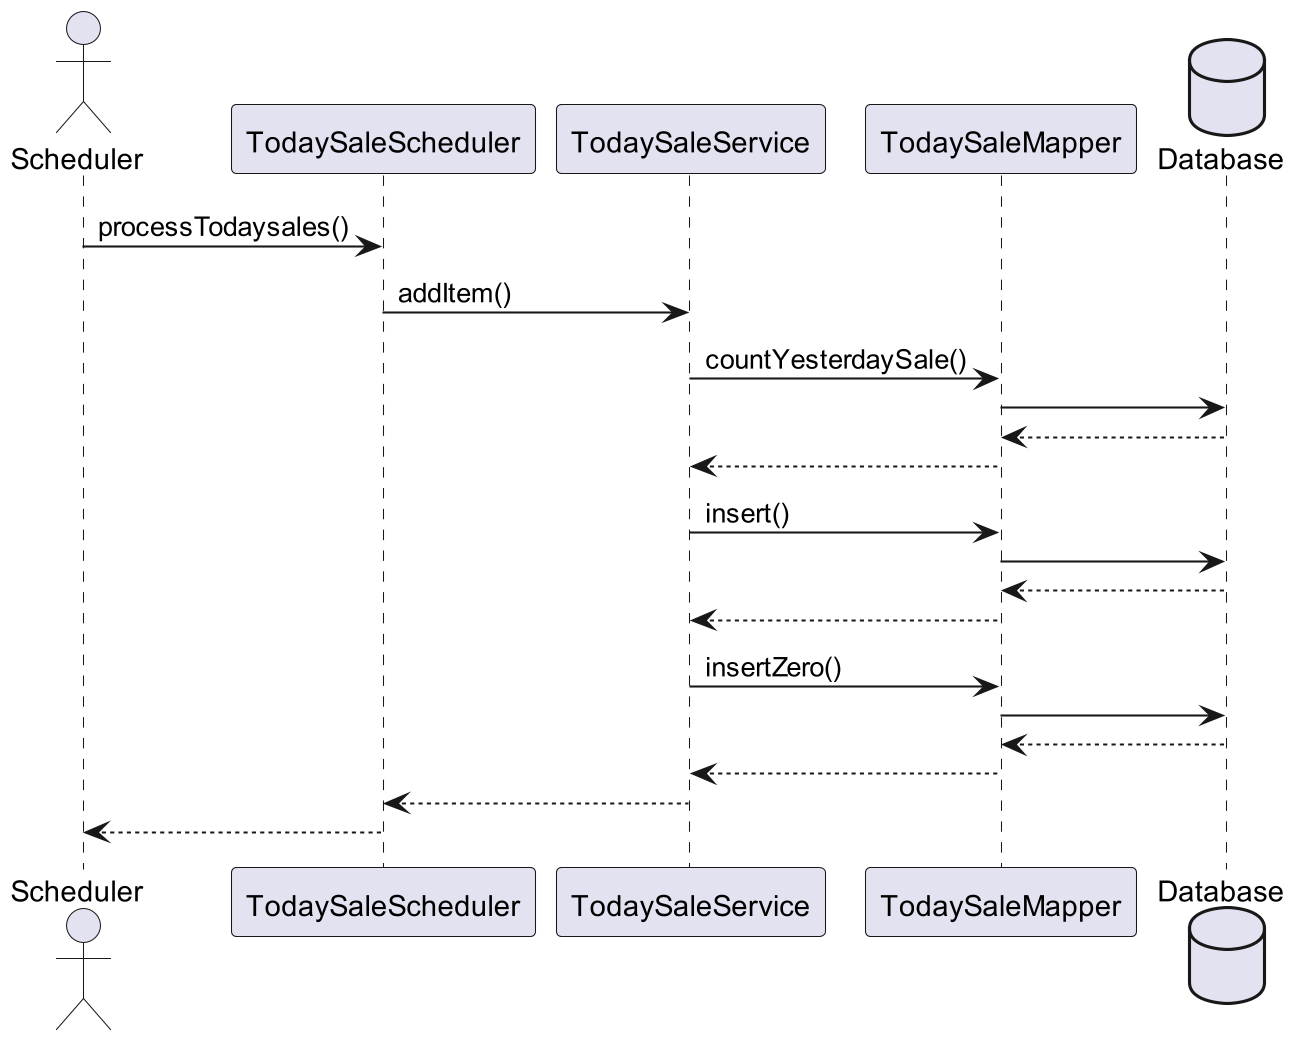 Scheduler
TodaySaleScheduler
TodaySaleService
TodaySaleMapper
Database
processTodaysales()
addItem()
countYesterdaySale()
insert()
insertZero()
Scheduler
TodaySaleScheduler
TodaySaleService
TodaySaleMapper
Database